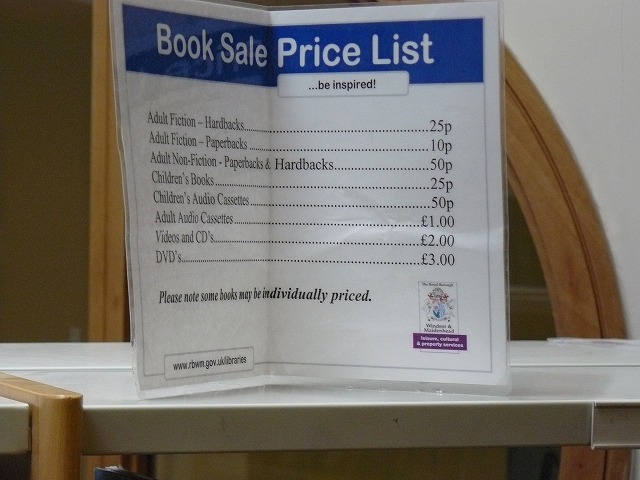 Book Sale Price List
...be inspired!
Adult Fiction – Hardbacks..................................................25p
Adult Fiction - Paperbacks..................................................10p
Adult Non-Fiction - Paperbacks & Hardbacks........................50p
Children's Books..................................................25p
Children's Audio Cassettes..................................................50p
Adult Audio Cassettes..................................................£1.00
Videos and CD's..................................................£2.00
DVD's..................................................£3.00
Please note some books may be individually priced.
The Royal Borough
Windsor &
Maidenhead
leisure, cultural
& property services
www.rbwm.gov.uk/libraries